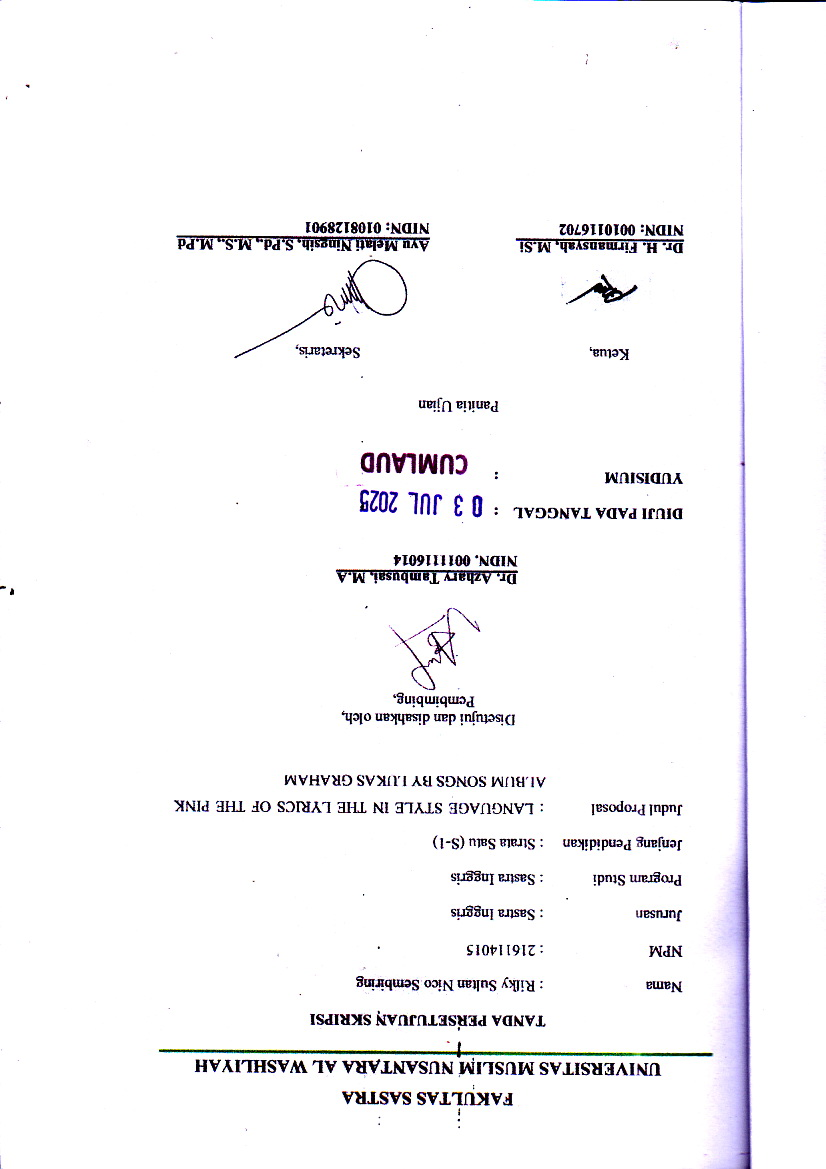 FAKULTAS SASTRA
UNIVERSITAS MUSLIM NUSANTARA AL WASHLIYAH
TANDA PERSETUJUAN SKRIPSI
Nama : Rifky Sultan Nico Sembiring
NPM : 216114015
Jurusan : Sastra Inggris
Program Studi : Sastra Inggris
Jenjang Pendidikan : Strata Satu (S-1)
Judul Proposal : LANGUAGE STYLE IN THE LYRICS OF THE PINK
ALBUM SONGS BY LUKAS GRAHAM
Disetujui dan disahkan oleh,
Pembimbing,
Dr. Azhary Tambusai, M.A
NIDN. 0011116014
DIUJI PADA TANGGAL : 03 JUL 2025
YUDISIUM : CUMLAUD
Panitia Ujian
Ketua, Sekretaris,
Dr. H. Firmansyah, M.Si Ayu Melati Ningsih, S.Pd., M.S., M.Pd
NIDN: 0010116702 NIDN: 0108128901